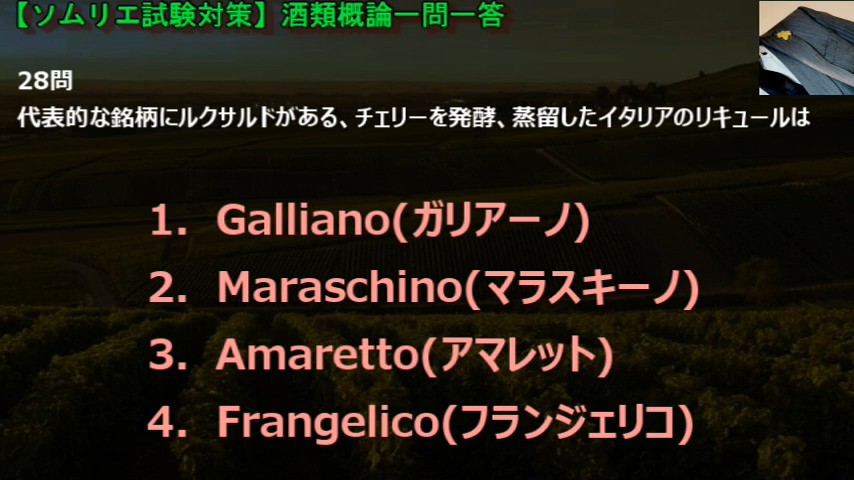 【ソムリエ試験対策】酒類概論一問一答
28問
代表的な銘柄にルクサルドがある、チェリーを発酵、蒸留したイタリアのリキュールは
1. Galliano(ガリアーノ)
2. Maraschino(マラスキーノ)
3. Amaretto(アマレット)
4. Frangelico(フランジェリコ)